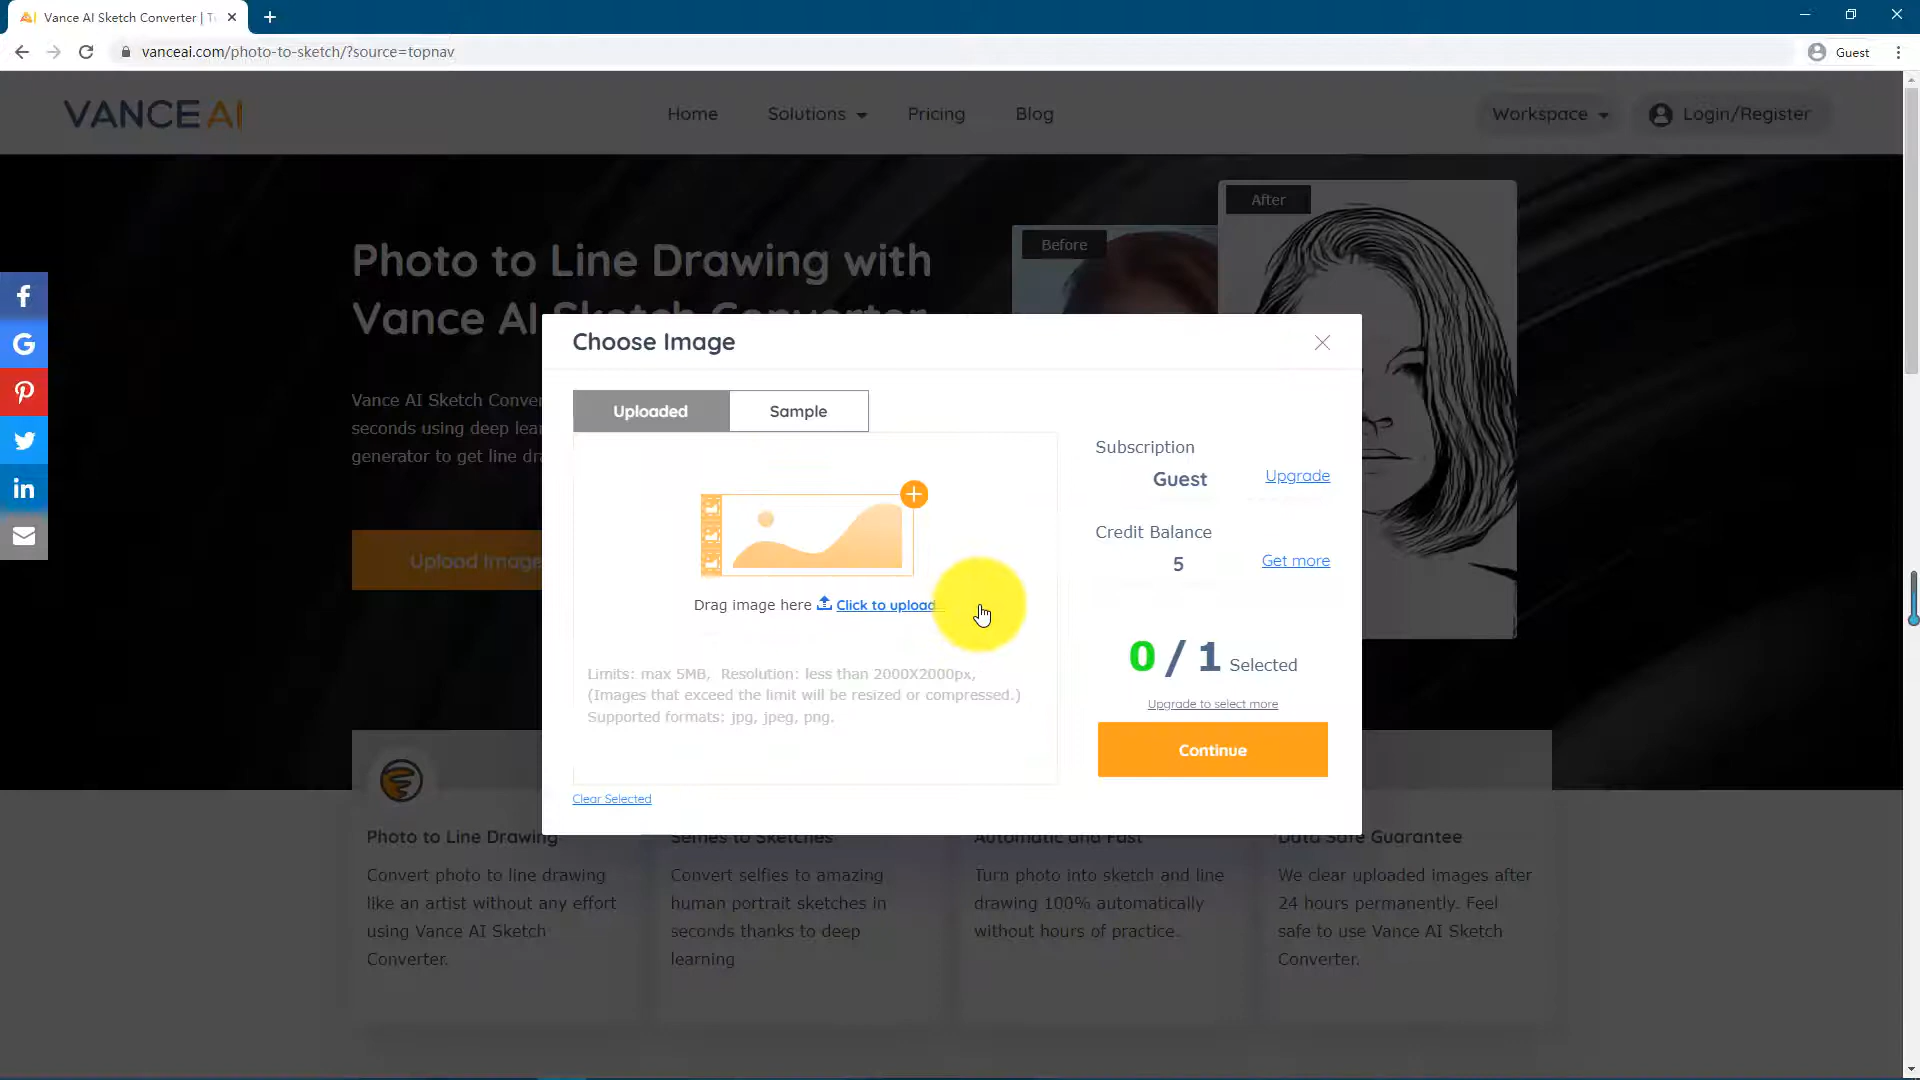 Vance AI Sketch Converter | T
vanceai.com/photo-to-sketch/?source=topnav
Guest
VANCE AI
Home
Solutions
Pricing
Blog
Workspace
Login/Register
Photo to Line Drawing with
Vance AI Sketch Converter
Before
After
Vance AI Sketch Conver
seconds using deep lear
generator to get line dr
Upload Image
Choose Image
Uploaded
Sample
Drag image here Click to upload
Limits: max 5MB, Resolution: less than 2000X2000px,
(Images that exceed the limit will be resized or compressed.)
Supported formats: jpg, jpeg, png.
Clear Selected
Subscription
Guest
Upgrade
Credit Balance
5
Get more
0 / 1 Selected
Upgrade to select more
Continue
Photo to Line Drawing
Convert photo to line drawing
like an artist without any effort
using Vance AI Sketch
Converter.
Selfies to Sketches
Convert selfies to amazing
human portrait sketches in
seconds thanks to deep
learning
Automatic and Fast
Turn photo into sketch and line
drawing 100% automatically
without hours of practice.
Data Safe Guarantee
We clear uploaded images after
24 hours permanently. Feel
safe to use Vance AI Sketch
Converter.